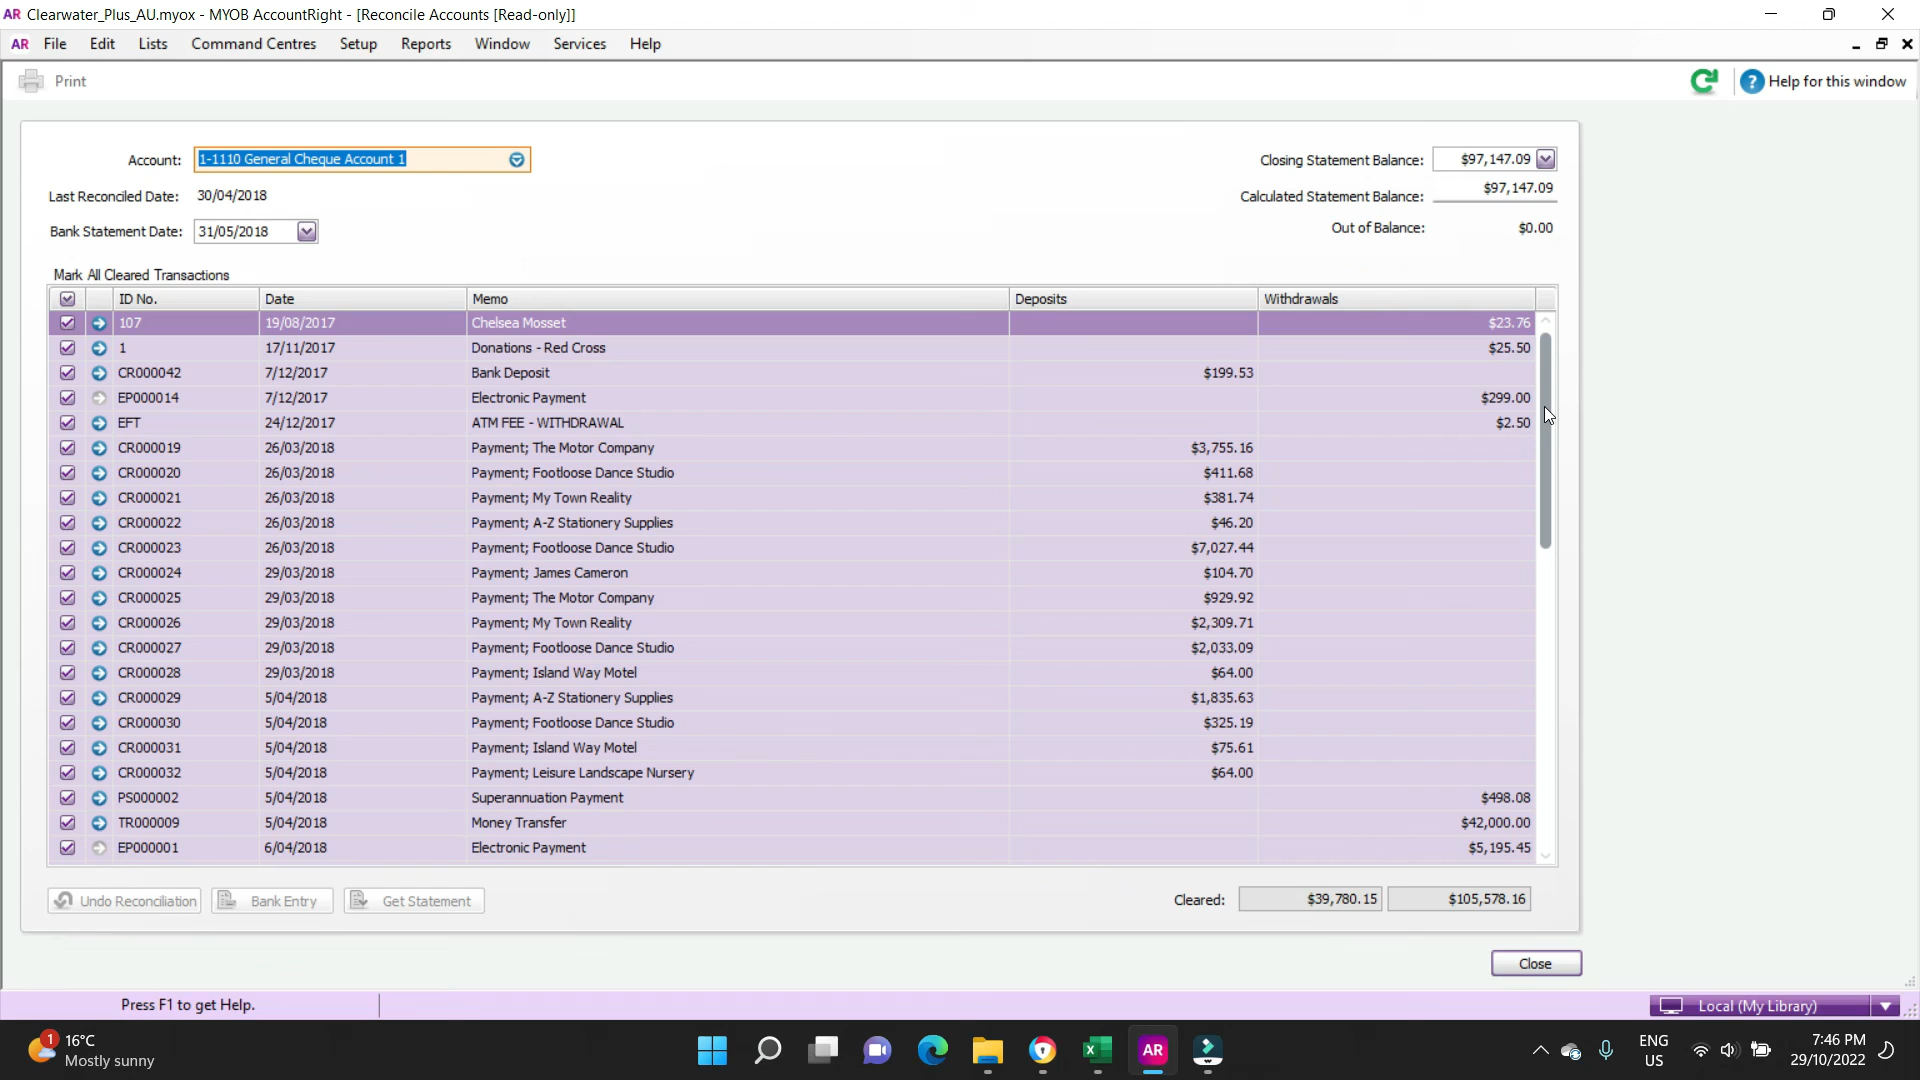 AR Clearwater_Plus_AU.myox - MYOB AccountRight - [Reconcile Accounts [Read-only]]
AR File Edit Lists Command Centres Setup Reports Window Services Help
Print
? Help for this window
Account: 1-1110 General Cheque Account 1
Closing Statement Balance: $97,147.09
Last Reconciled Date: 30/04/2018
Calculated Statement Balance: $97,147.09
Bank Statement Date: 31/05/2018
Out of Balance: $0.00
Mark All Cleared Transactions
ID No. Date Memo Deposits Withdrawals
107 19/08/2017 Chelsea Mosset $23.76
1 17/11/2017 Donations - Red Cross $25.50
CR000042 7/12/2017 Bank Deposit $199.53
EP000014 7/12/2017 Electronic Payment $299.00
EFT 24/12/2017 ATM FEE - WITHDRAWAL $2.50
CR000019 26/03/2018 Payment; The Motor Company $3,755.16
CR000020 26/03/2018 Payment; Footloose Dance Studio $411.68
CR000021 26/03/2018 Payment; My Town Reality $381.74
CR000022 26/03/2018 Payment; A-Z Stationery Supplies $46.20
CR000023 26/03/2018 Payment; Footloose Dance Studio $7,027.44
CR000024 29/03/2018 Payment; James Cameron $104.70
CR000025 29/03/2018 Payment; The Motor Company $929.92
CR000026 29/03/2018 Payment; My Town Reality $2,309.71
CR000027 29/03/2018 Payment; Footloose Dance Studio $2,033.09
CR000028 29/03/2018 Payment; Island Way Motel $64.00
CR000029 5/04/2018 Payment; A-Z Stationery Supplies $1,835.63
CR000030 5/04/2018 Payment; Footloose Dance Studio $325.19
CR000031 5/04/2018 Payment; Island Way Motel $75.61
CR000032 5/04/2018 Payment; Leisure Landscape Nursery $64.00
PS000002 5/04/2018 Superannuation Payment $498.08
TR000009 5/04/2018 Money Transfer $42,000.00
EP000001 6/04/2018 Electronic Payment $5,195.45
Undo Reconciliation Bank Entry Get Statement Cleared: $39,780.15 $105,578.16
Close
Press F1 to get Help.
Local (My Library)
1 16°C
Mostly sunny
AR
ENG
US
7:46 PM
29/10/2022